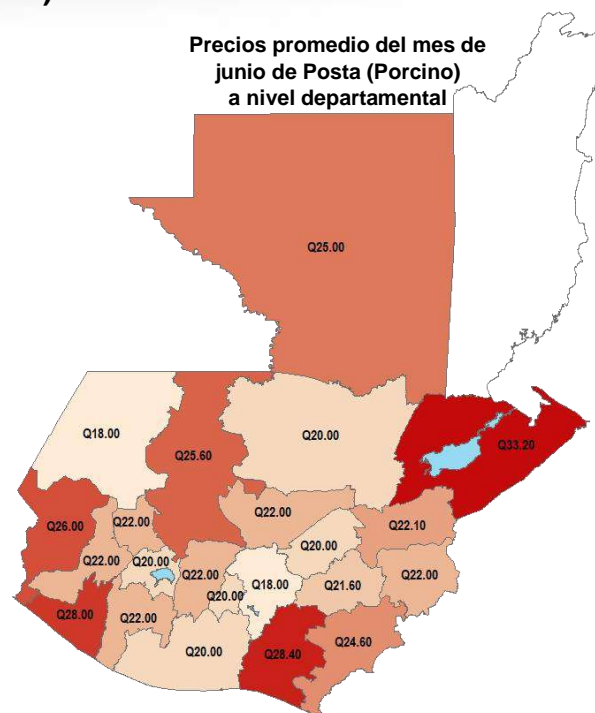 )
Precios promedio del mes de
junio de Posta (Porcino)
a nivel departamental
Q25.00
Q18.00
Q25.60
Q20.00
Q33.20
Q26.00
Q22.00
Q22.00
Q22.10
Q22.00
Q20.00
Q22.00
Q20.00
Q18.00
Q20.00
Q21.60
Q22.00
Q28.00
Q22.00
Q20.00
Q28.40
Q24.60